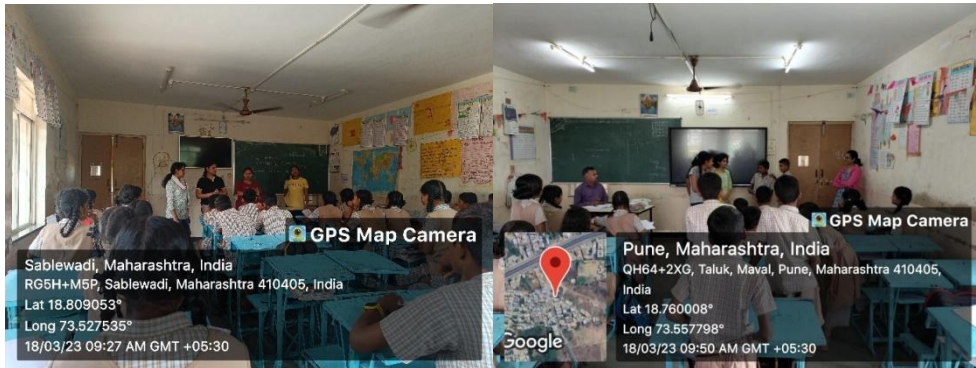 GPS Map Camera
Sablewadi, Maharashtra, India
RG5H+M5P, Sablewadi, Maharashtra 410405, India
Lat 18.809053°
Long 73.527535°
18/03/23 09:27 AM GMT +05:30
GPS Map Camera
Pune, Maharashtra, India
QH64+2XG, Taluk, Maval, Pune, Maharashtra 410405,
India
Lat 18.760008°
Long 73.557798°
18/03/23 09:50 AM GMT +05:30
Google